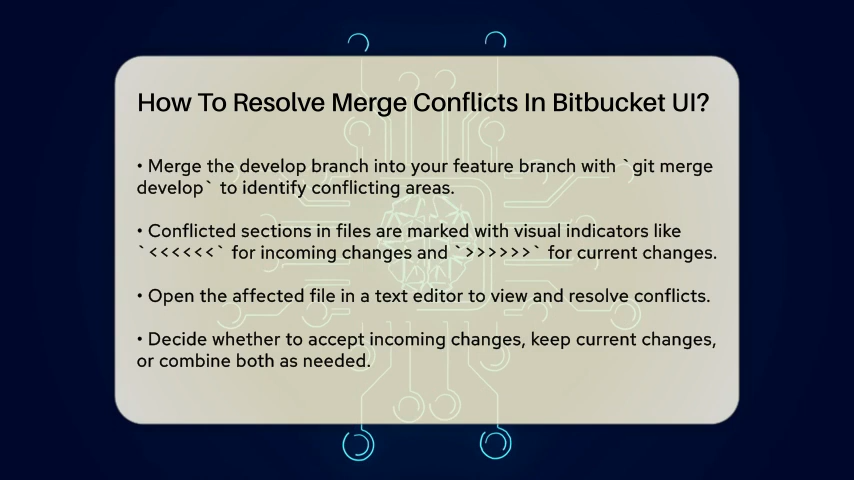 How To Resolve Merge Conflicts In Bitbucket UI?
• Merge the develop branch into your feature branch with `git merge
develop` to identify conflicting areas.
• Conflicted sections in files are marked with visual indicators like
`<<<<<<` for incoming changes and `>>>>>>` for current changes.
• Open the affected file in a text editor to view and resolve conflicts.
• Decide whether to accept incoming changes, keep current changes,
or combine both as needed.